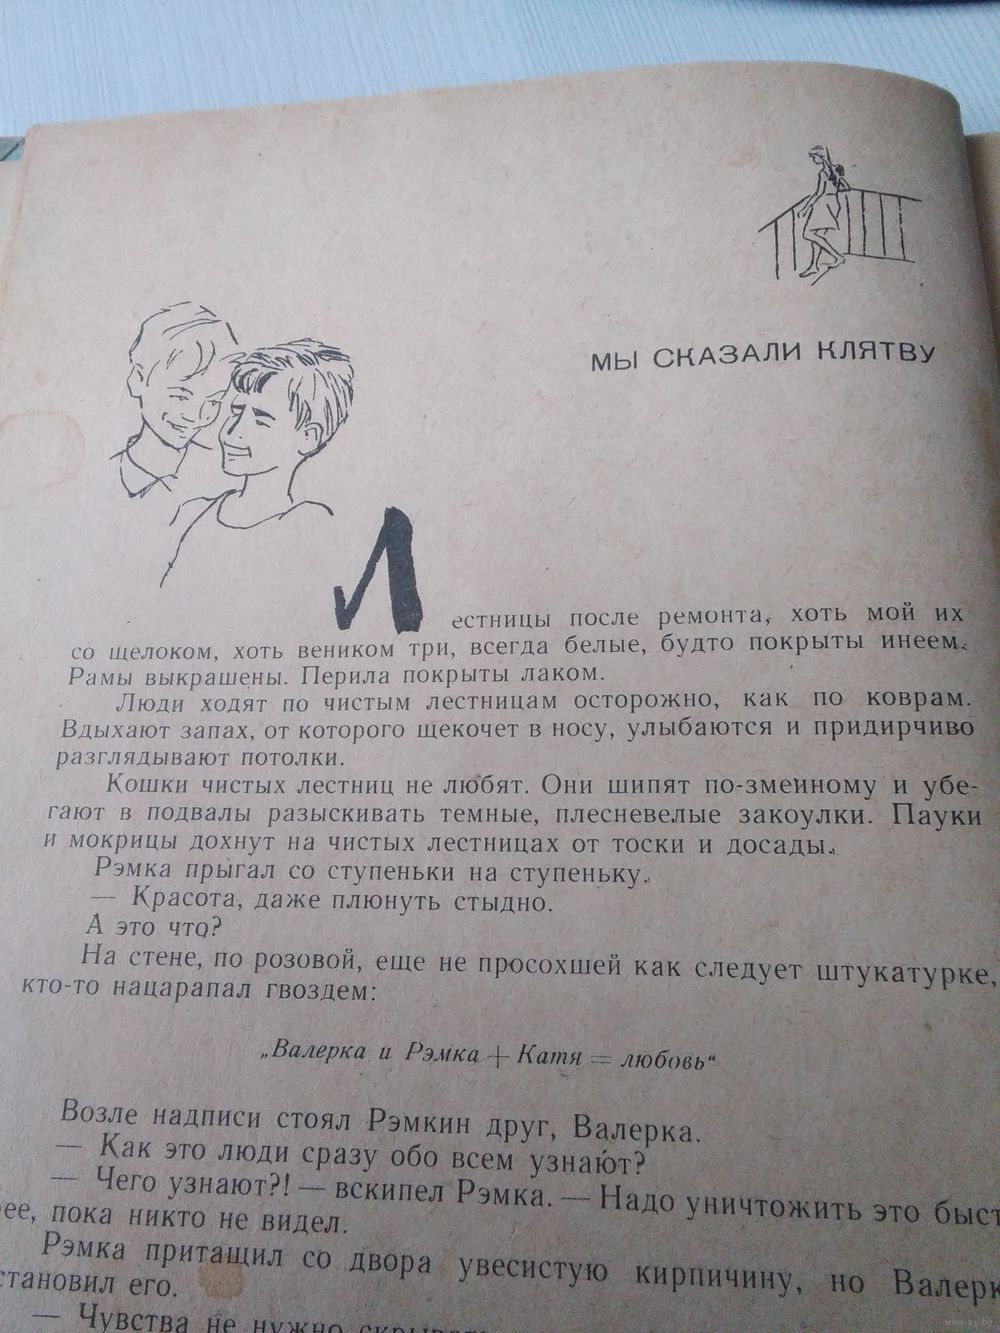 МЫ СКАЗАЛИ КЛЯТВУ
Лестницы после ремонта, хоть мой их
со щелоком, хоть веником три, всегда белые, будто покрыты инеем.
Рамы выкрашены. Перила покрыты лаком.
Люди ходят по чистым лестницам осторожно, как по коврам.
Вдыхают запах, от которого щекочет в носу, улыбаются и придирчиво
разглядывают потолки.
Кошки чистых лестниц не любят. Они шипят по-змеиному и убе-
гают в подвалы разыскивать темные, плесневелые закоулки. Пауки
и мокрицы дохнут на чистых лестницах от тоски и досады.
Рэмка прыгал со ступеньки на ступеньку.
— Красота, даже плюнуть стыдно.
А это что?
На стене, по розовой, еще не просохшей как следует штукатурке,
кто-то нацарапал гвоздем:
„Валерка и Рэмка + Катя = любовь“
Возле надписи стоял Рэмкин друг, Валерка.
— Как это люди сразу обо всем узнают?
— Чего узнают?! — вскипел Рэмка. — Надо уничтожить это быст
ее, пока никто не видел.
Рэмка притащил со двора увесистую кирпичину, но Валерк
становил его.
— Чувства не нужно
www.ay.by